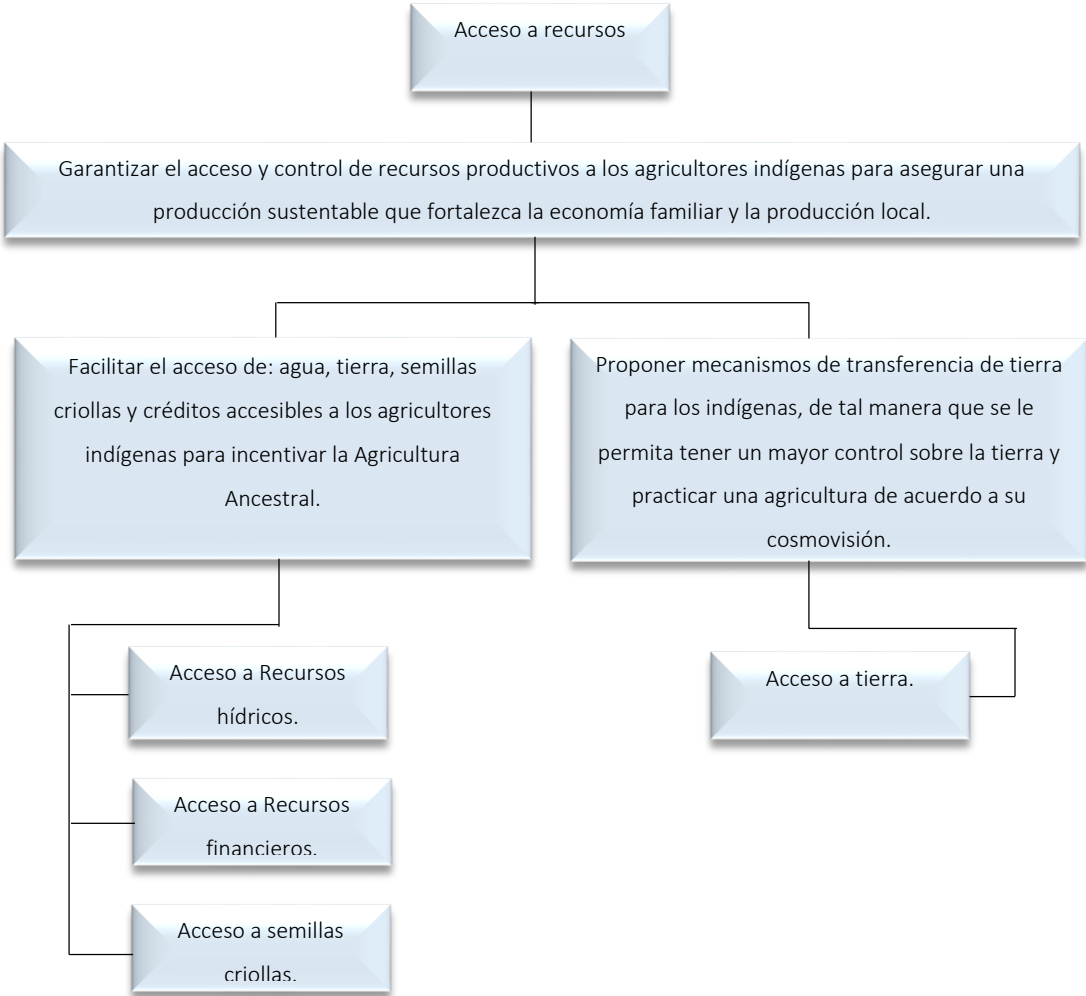 Acceso a recursos
Garantizar el acceso y control de recursos productivos a los agricultores indígenas para asegurar una
producción sustentable que fortalezca la economía familiar y la producción local.
Facilitar el acceso de: agua, tierra, semillas
criollas y créditos accesibles a los agricultores
indígenas para incentivar la Agricultura
Ancestral.
Proponer mecanismos de transferencia de tierra
para los indígenas, de tal manera que se le
permita tener un mayor control sobre la tierra y
practicar una agricultura de acuerdo a su
cosmovisión.
Acceso a Recursos
hídricos.
Acceso a Recursos
financieros.
Acceso a semillas
criollas.
Acceso a tierra.